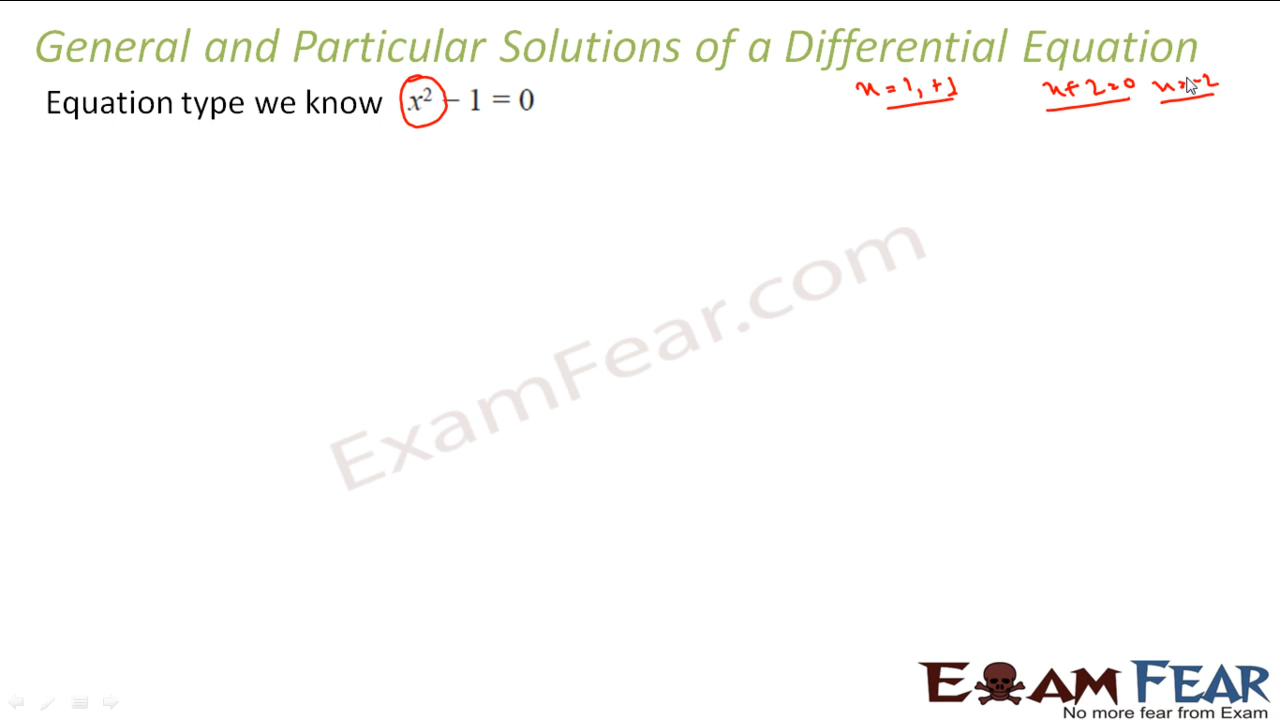 General and Particular Solutions of a Differential Equation
Equation type we know x² − 1 = 0 x = 1, +1 x + 2 = 0 x = -2
ExamFear.com
EXAM FEAR
No more fear from Exam